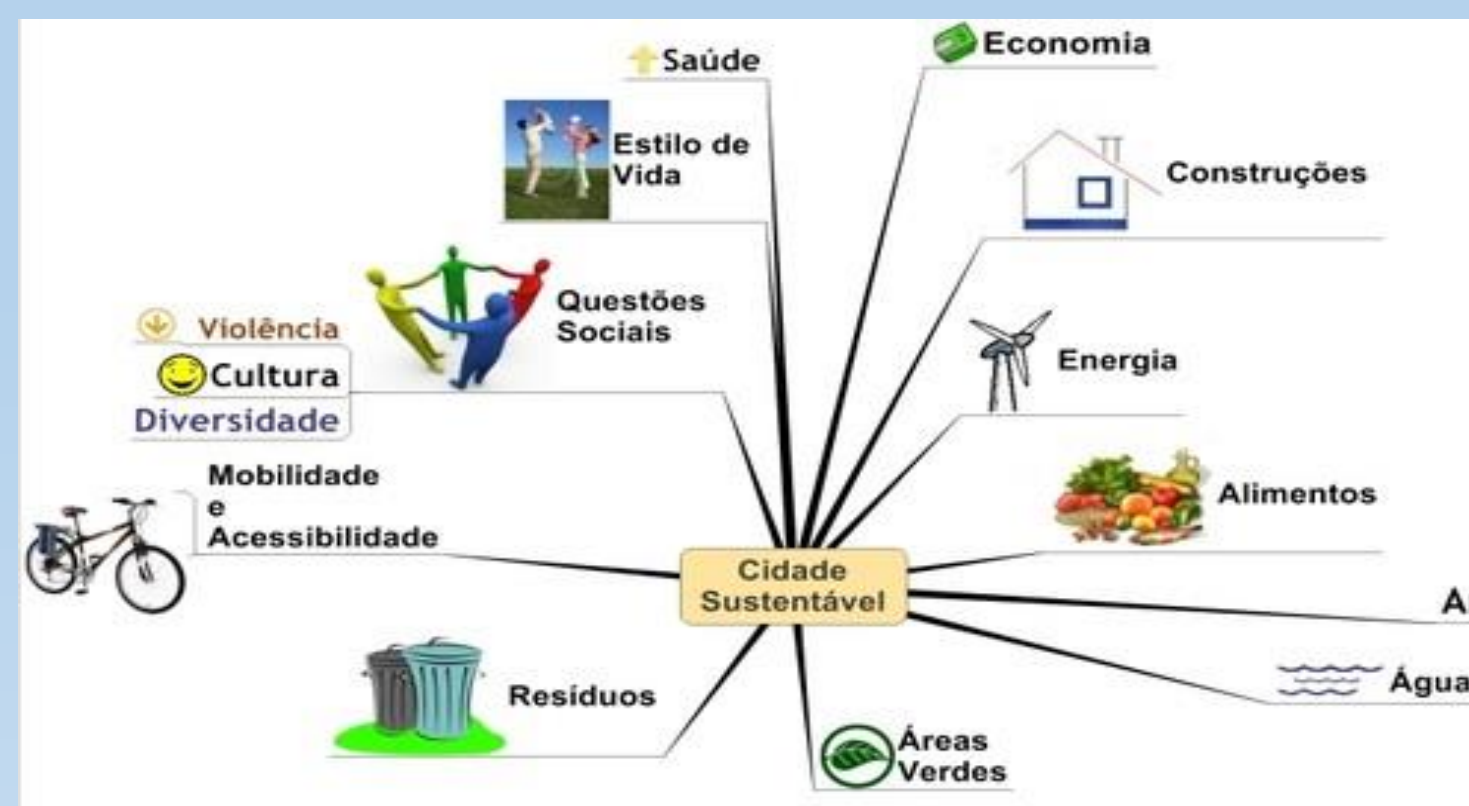 Saúde
Economia
Estilo de
Vida
Construções
Questões
Sociais
Violência
Cultura
Diversidade
Energia
Mobilidade
e
Acessibilidade
Alimentos
Cidade
Sustentável
Água
Resíduos
Áreas
Verdes